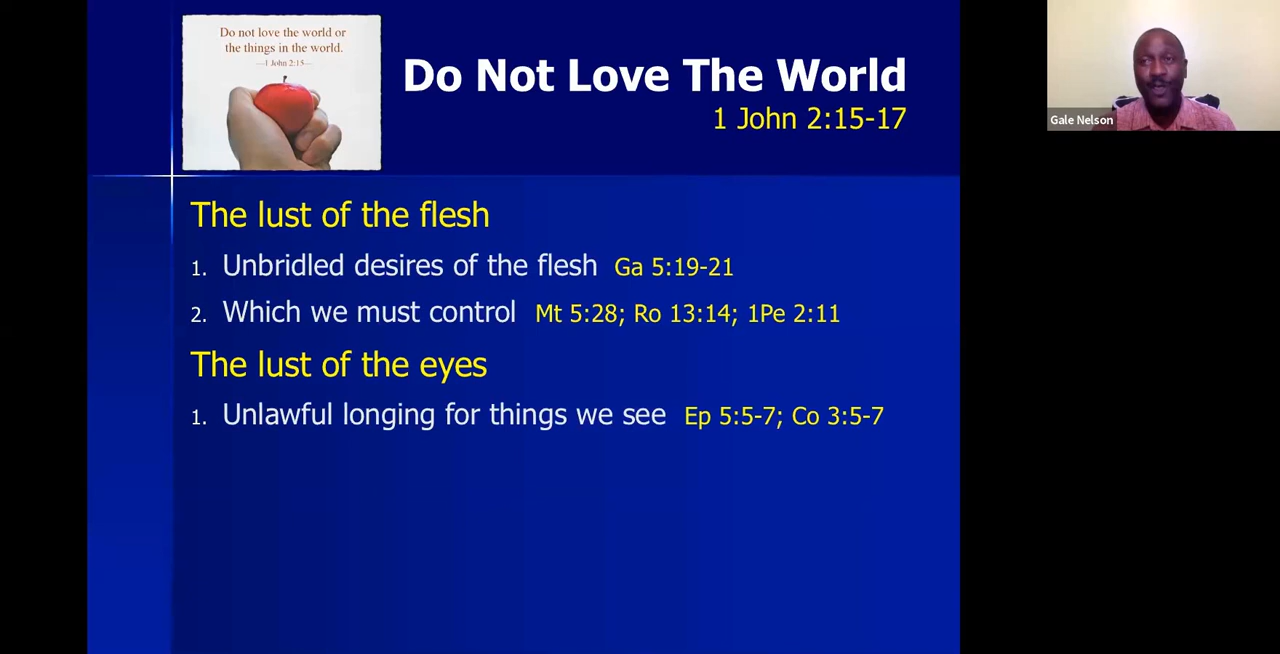 Do not love the world or
the things in the world.
—1 John 2:15—
Do Not Love The World
1 John 2:15-17
Gale Nelson
The lust of the flesh
1. Unbridled desires of the flesh Ga 5:19-21
2. Which we must control Mt 5:28; Ro 13:14; 1Pe 2:11
The lust of the eyes
1. Unlawful longing for things we see Ep 5:5-7; Co 3:5-7